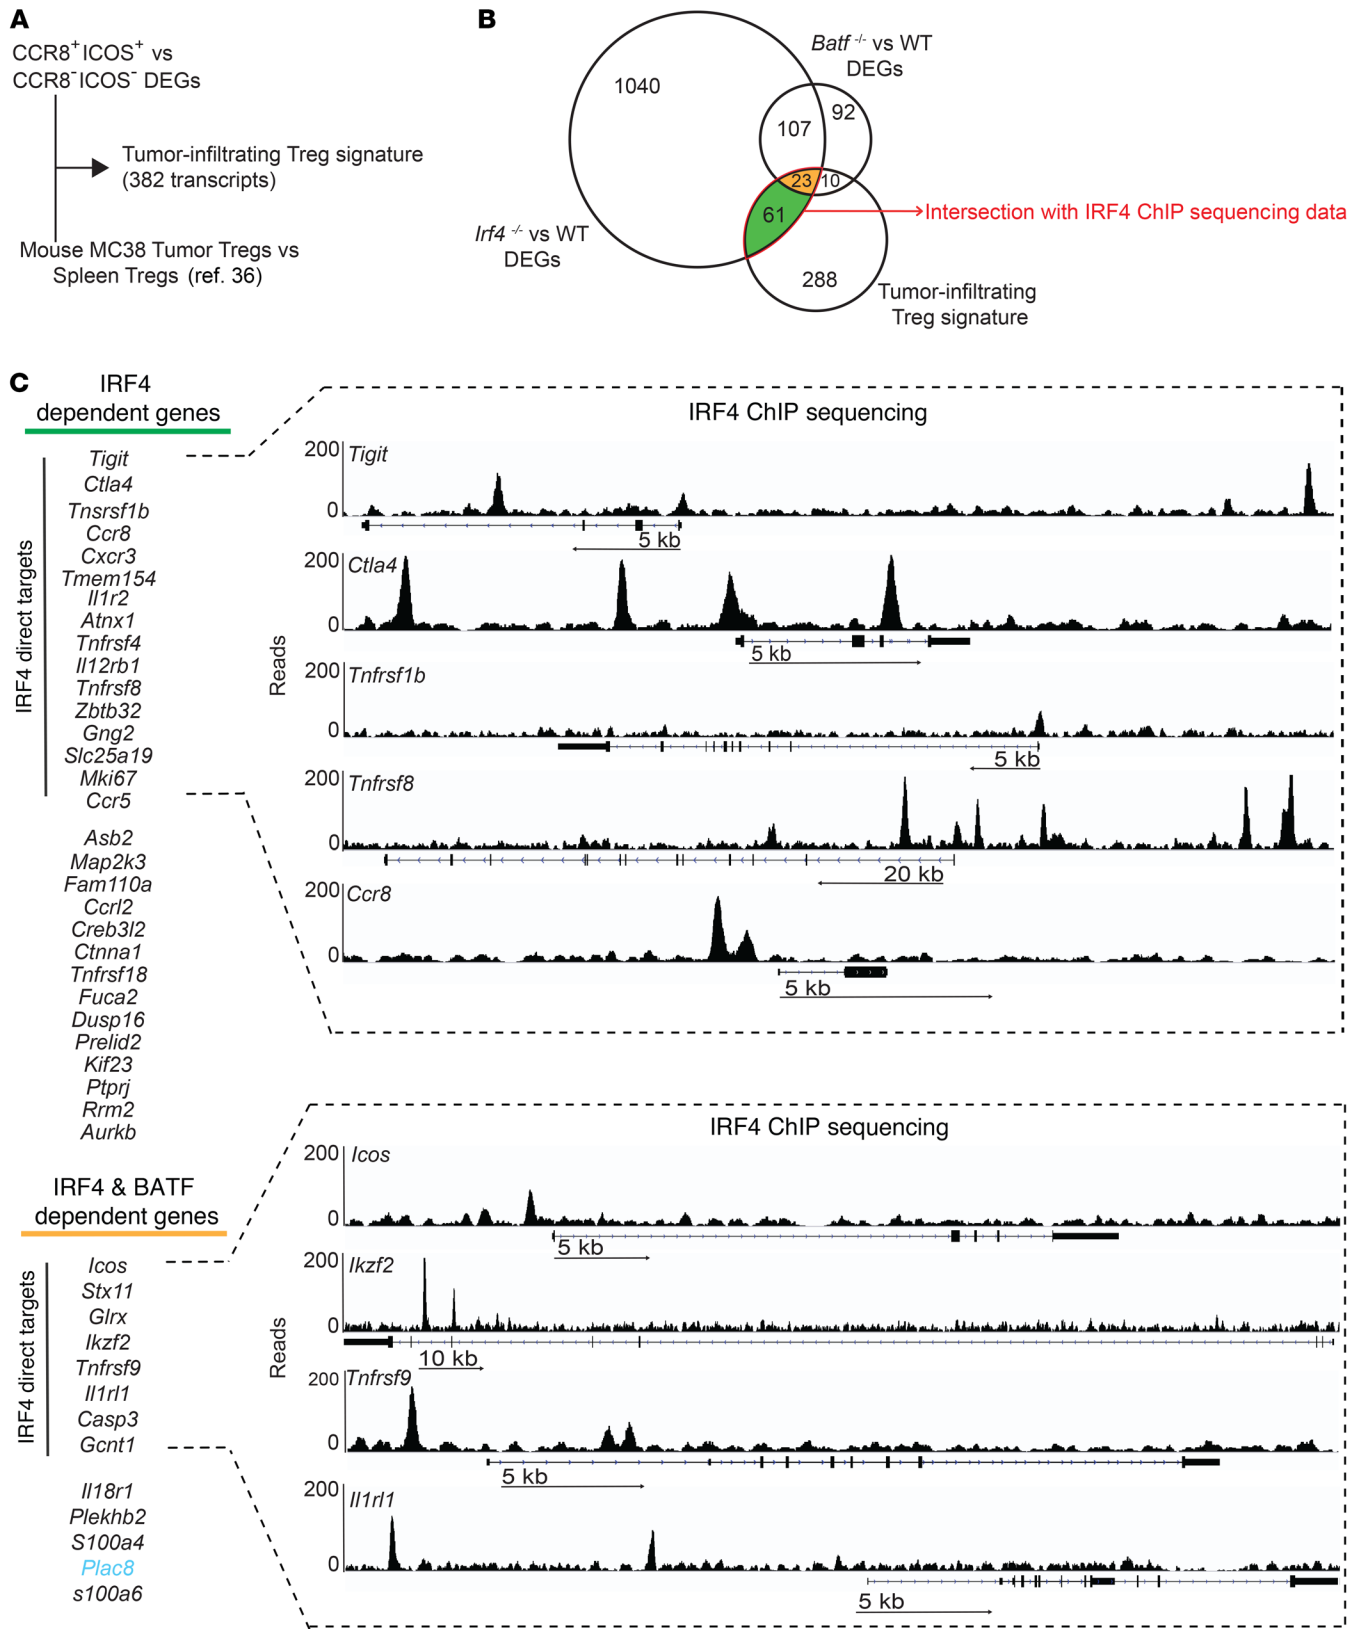 A
CCR8+ICOS+ vs
CCR8-ICOS- DEGs
Tumor-infiltrating Treg signature
(382 transcripts)
Mouse MC38 Tumor Tregs vs
Spleen Tregs (ref. 36)
B
Batf -/- vs WT
DEGs
1040
92
107
23
10
61
Intersection with IRF4 ChIP sequencing data
Irf4 -/- vs WT
DEGs
288
Tumor-infiltrating
Treg signature
C
IRF4
dependent genes
IRF4 direct targets
Tigit
Ctla4
Tnsrsf1b
Ccr8
Cxcr3
Tmem154
Il1r2
Atnx1
Tnfrsf4
Il12rb1
Tnfrsf8
Zbtb32
Gng2
Slc25a19
Mki67
Ccr5
Asb2
Map2k3
Fam110a
Ccrl2
Creb3l2
Ctnna1
Tnfrsf18
Fuca2
Dusp16
Prelid2
Kif23
Ptprj
Rrm2
Aurkb
IRF4 ChIP sequencing
Reads
200
Tigit
0
5 kb
200
Ctla4
0
5 kb
200
Tnfrsf1b
0
5 kb
200
Tnfrsf8
0
20 kb
200
Ccr8
0
5 kb
IRF4 & BATF
dependent genes
IRF4 direct targets
Icos
Stx11
Glrx
Ikzf2
Tnfrsf9
Il1rl1
Casp3
Gcnt1
Il18r1
Plekhb2
S100a4
Plac8
s100a6
IRF4 ChIP sequencing
Reads
200
Icos
0
5 kb
200
Ikzf2
0
10 kb
200
Tnfrsf9
0
5 kb
200
Il1rl1
0
5 kb